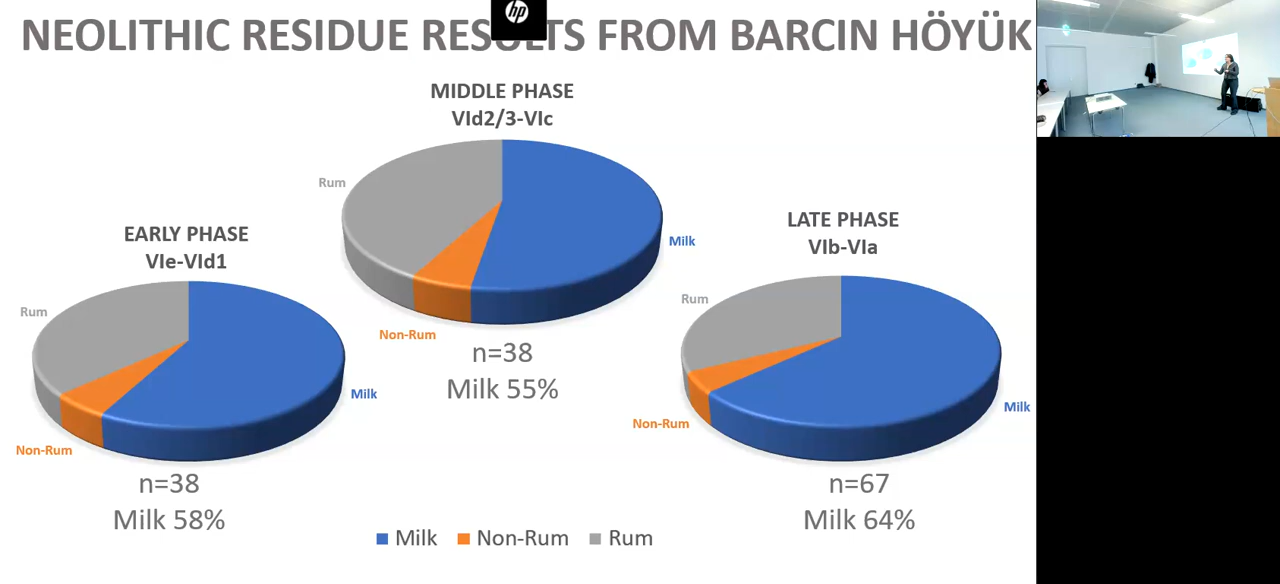 NEOLITHIC RESIDUE RESULTS FROM BARCIN HÖYÜK
hp
MIDDLE PHASE
VId2/3-VIc
Rum
Milk
Non-Rum
n=38
Milk 55%
EARLY PHASE
VIe-VId1
Rum
Milk
Non-Rum
n=38
Milk 58%
LATE PHASE
VIb-VIa
Rum
Milk
Non-Rum
n=67
Milk 64%
Milk Non-Rum Rum